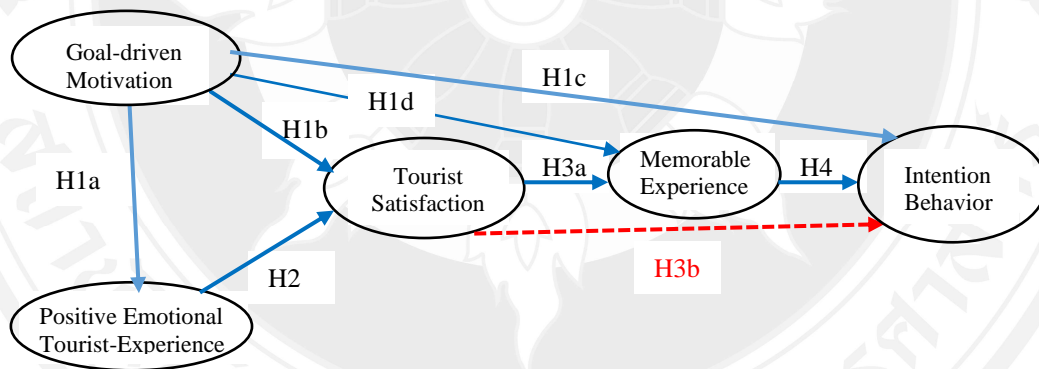 Goal-driven
Motivation
H1c
H1d
H1b
H1a
Tourist
Satisfaction
H3a
Memorable
Experience
H4
Intention
Behavior
H2
H3b
Positive Emotional
Tourist-Experience